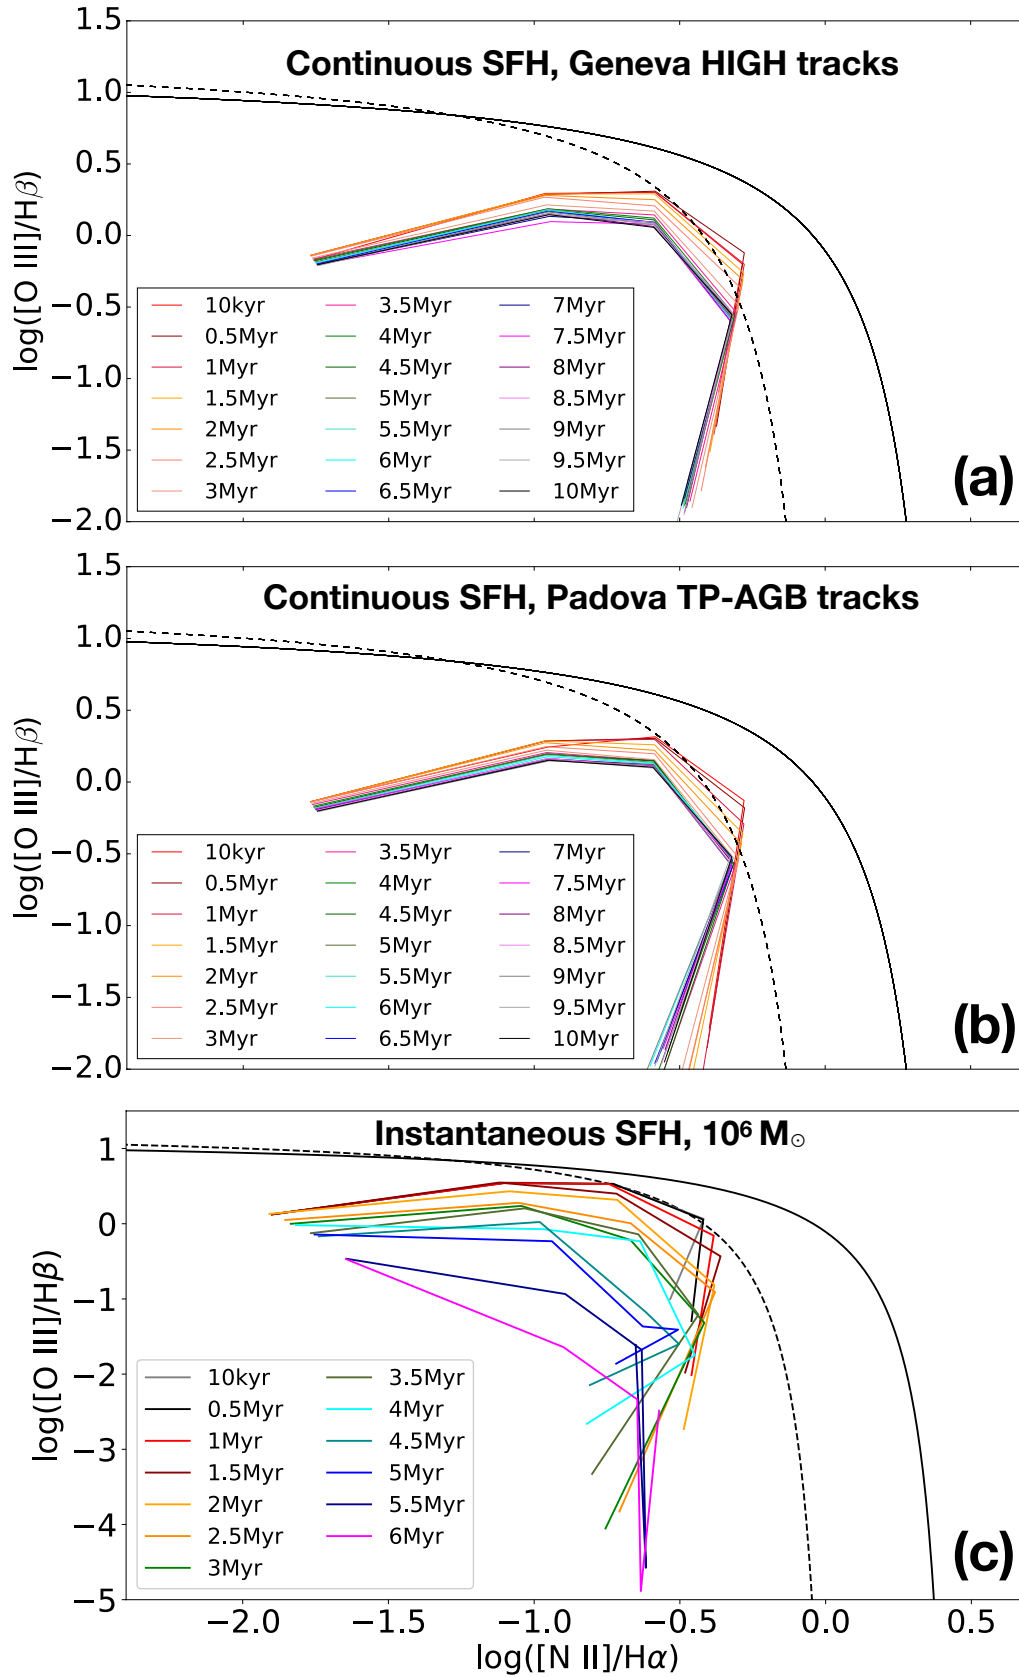 Continuous SFH, Geneva HIGH tracks
1.5
1.0
0.5
0.0
−0.5
−1.0
−1.5
−2.0
log([O III]/Hβ)
10kyr 3.5Myr 7Myr
0.5Myr 4Myr 7.5Myr
1Myr 4.5Myr 8Myr
1.5Myr 5Myr 8.5Myr
2Myr 5.5Myr 9Myr
2.5Myr 6Myr 9.5Myr
3Myr 6.5Myr 10Myr
(a)
Continuous SFH, Padova TP-AGB tracks
1.5
1.0
0.5
0.0
−0.5
−1.0
−1.5
−2.0
log([O III]/Hβ)
10kyr 3.5Myr 7Myr
0.5Myr 4Myr 7.5Myr
1Myr 4.5Myr 8Myr
1.5Myr 5Myr 8.5Myr
2Myr 5.5Myr 9Myr
2.5Myr 6Myr 9.5Myr
3Myr 6.5Myr 10Myr
(b)
Instantaneous SFH, 10⁶ M☉
1
0
−1
−2
−3
−4
−5
log([O III]/Hβ)
10kyr 3.5Myr
0.5Myr 4Myr
1Myr 4.5Myr
1.5Myr 5Myr
2Myr 5.5Myr
2.5Myr 6Myr
3Myr
(c)
−2.0 −1.5 −1.0 −0.5 0.0 0.5
log([N II]/Hα)